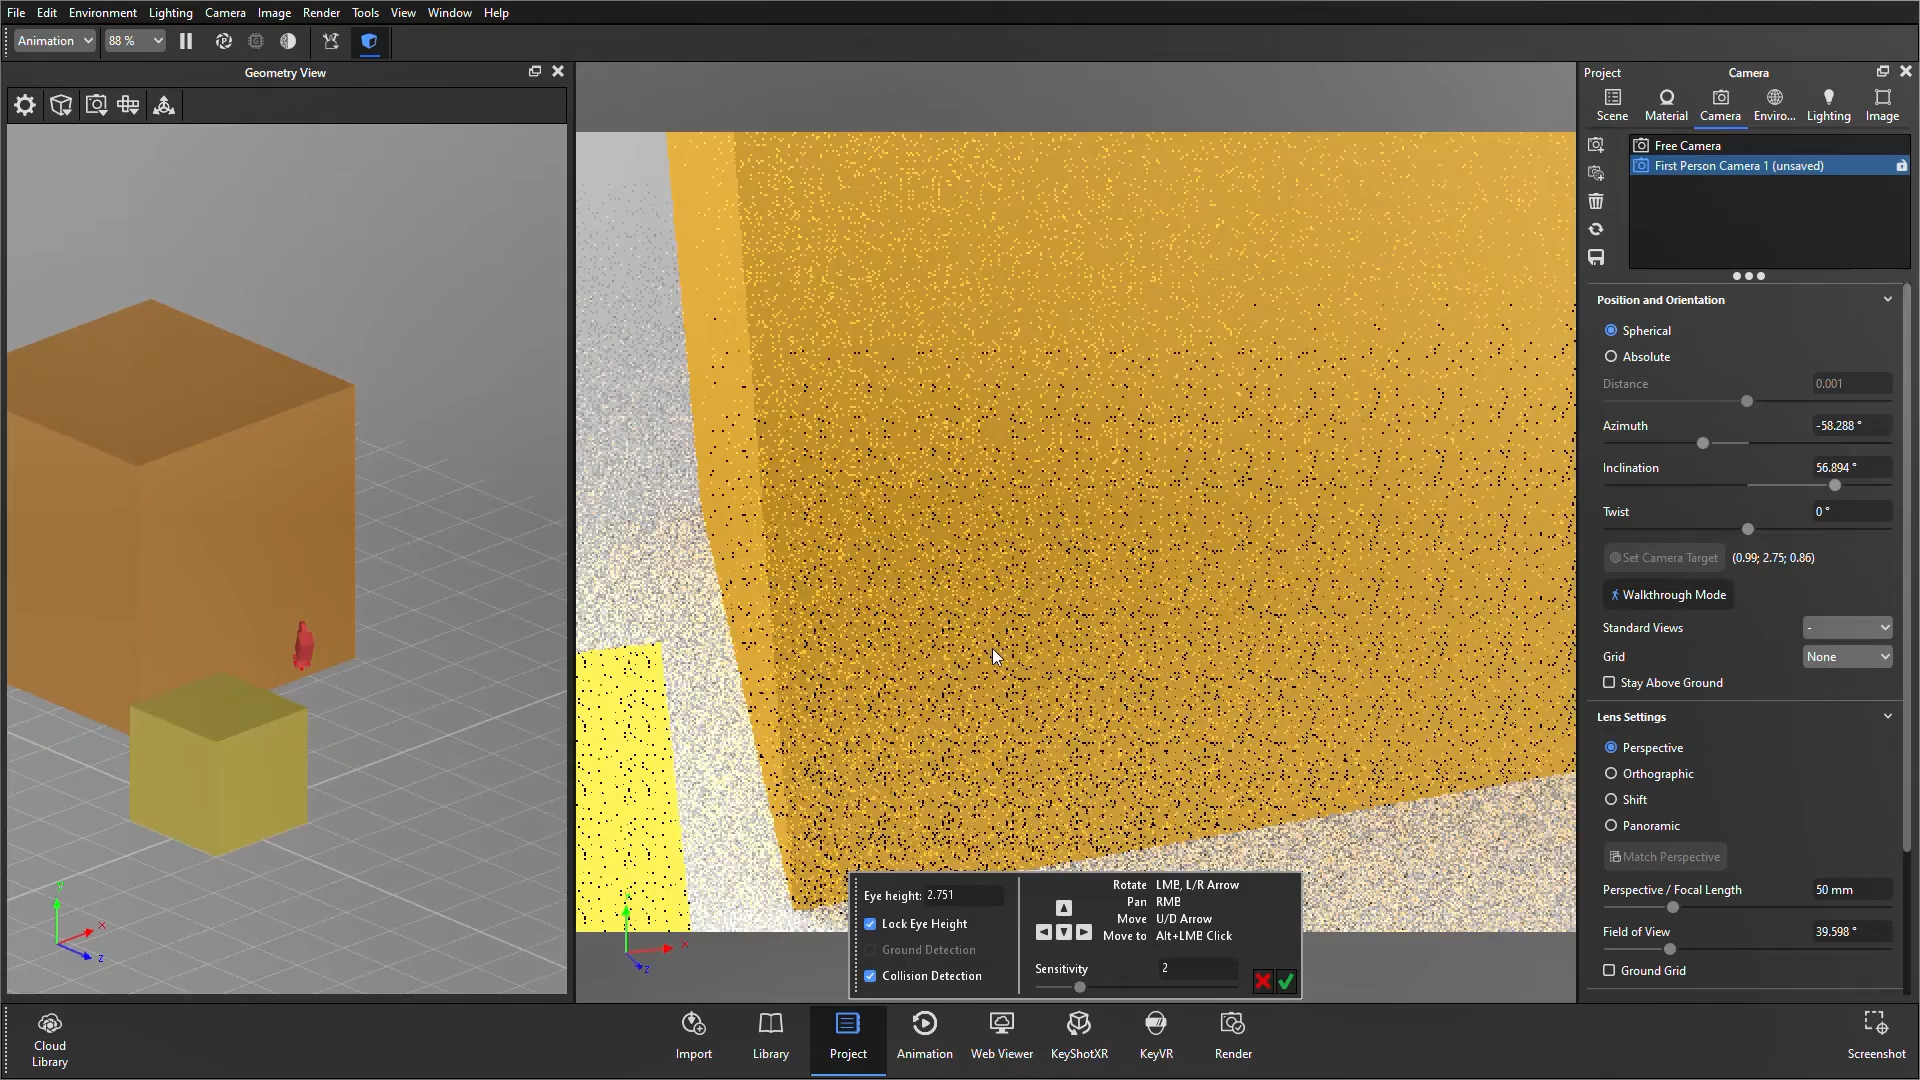 File Edit Environment Lighting Camera Image Render Tools View Window Help
Animation 88 %
Geometry View
Project Camera
Scene Material Camera Enviro... Lighting Image
Free Camera
First Person Camera 1 (unsaved)
Position and Orientation
Spherical
Absolute
Distance 0.001
Azimuth -58.288 °
Inclination 56.894 °
Twist 0 °
Set Camera Target (0.99; 2.75; 0.86)
Walkthrough Mode
Standard Views -
Grid None
Stay Above Ground
Lens Settings
Perspective
Orthographic
Shift
Panoramic
Match Perspective
Perspective / Focal Length 50 mm
Field of View 39.598 °
Ground Grid
y
x
z
x
z
Eye height: 2.751
Lock Eye Height
Ground Detection
Collision Detection
Rotate LMB, L/R Arrow
Pan RMB
Move U/D Arrow
Move to Alt+LMB Click
Sensitivity 2
Cloud Library
Import Library Project Animation Web Viewer KeyShotXR KeyVR Render
Screenshot